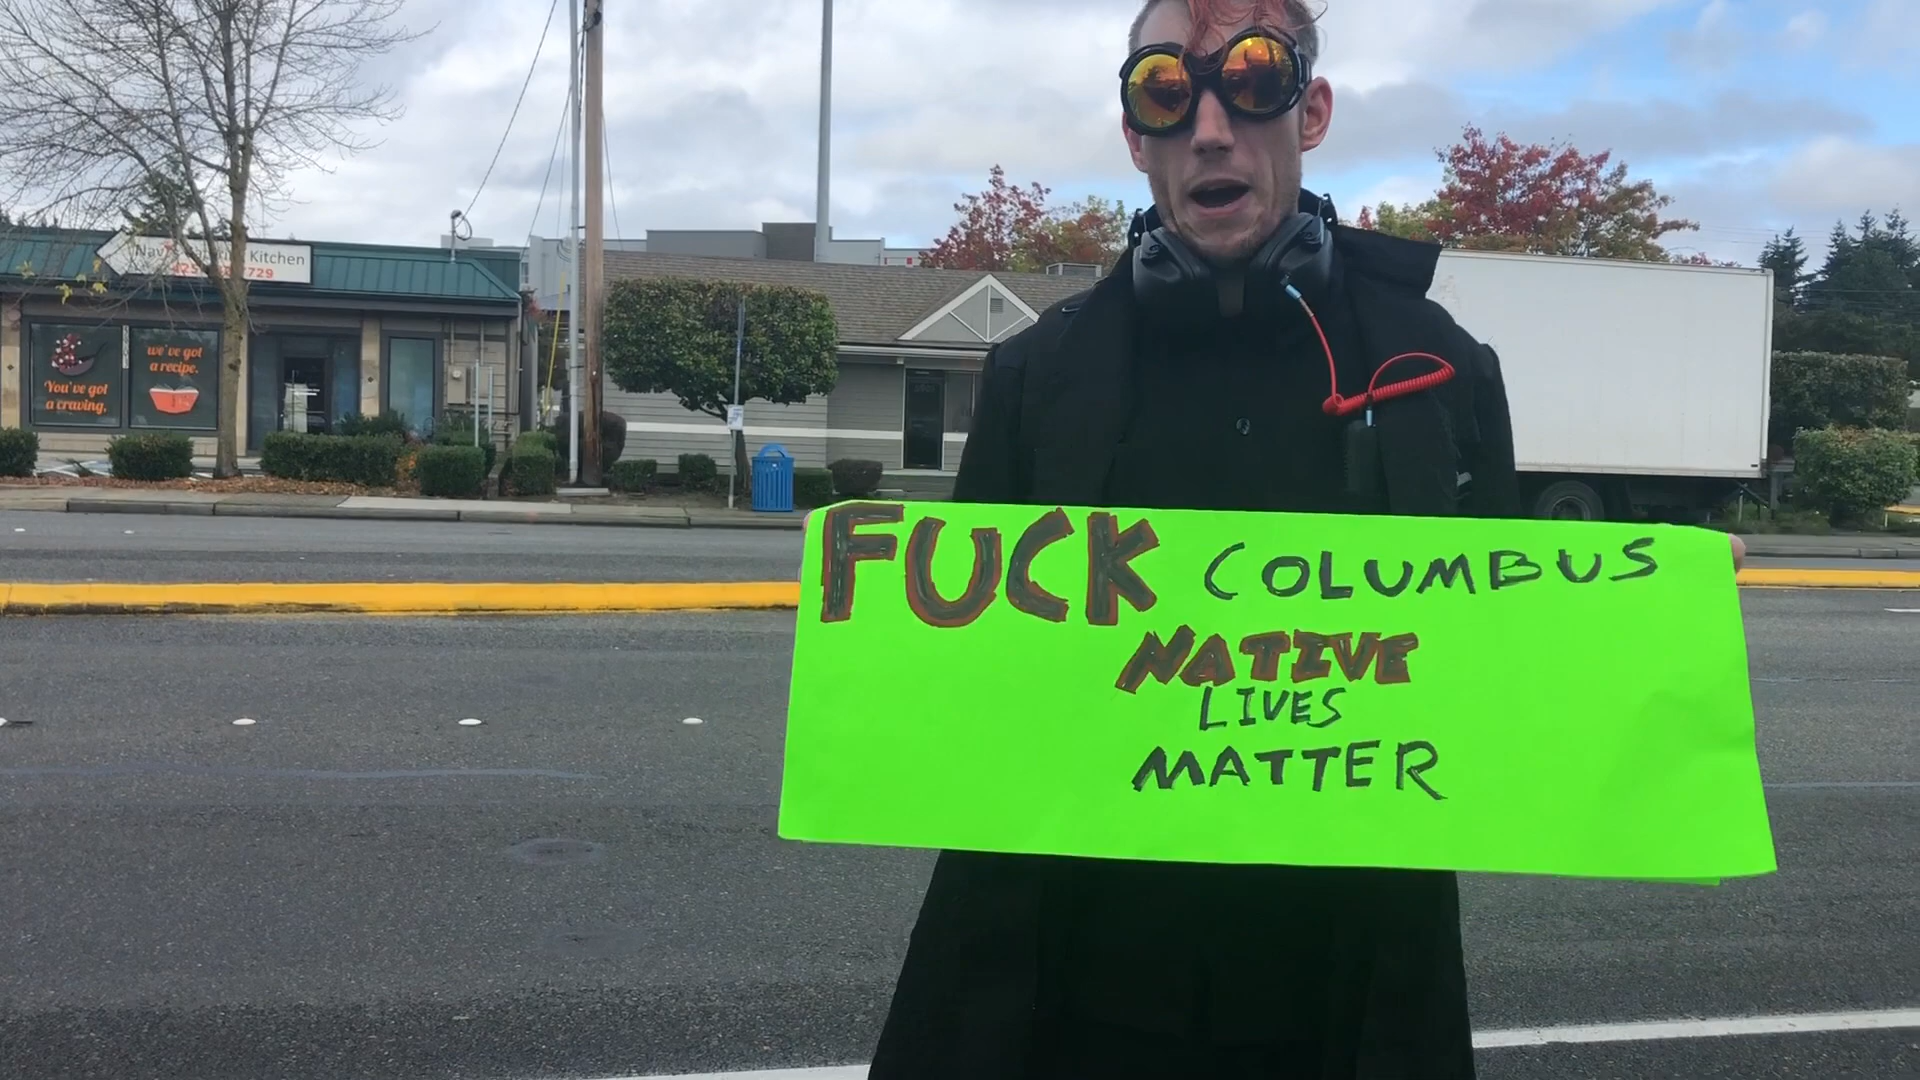 Kitchen
729
You've got
a craving,
we've got
a recipe.
FUCK COLUMBUS
NATIVE
LIVES
MATTER